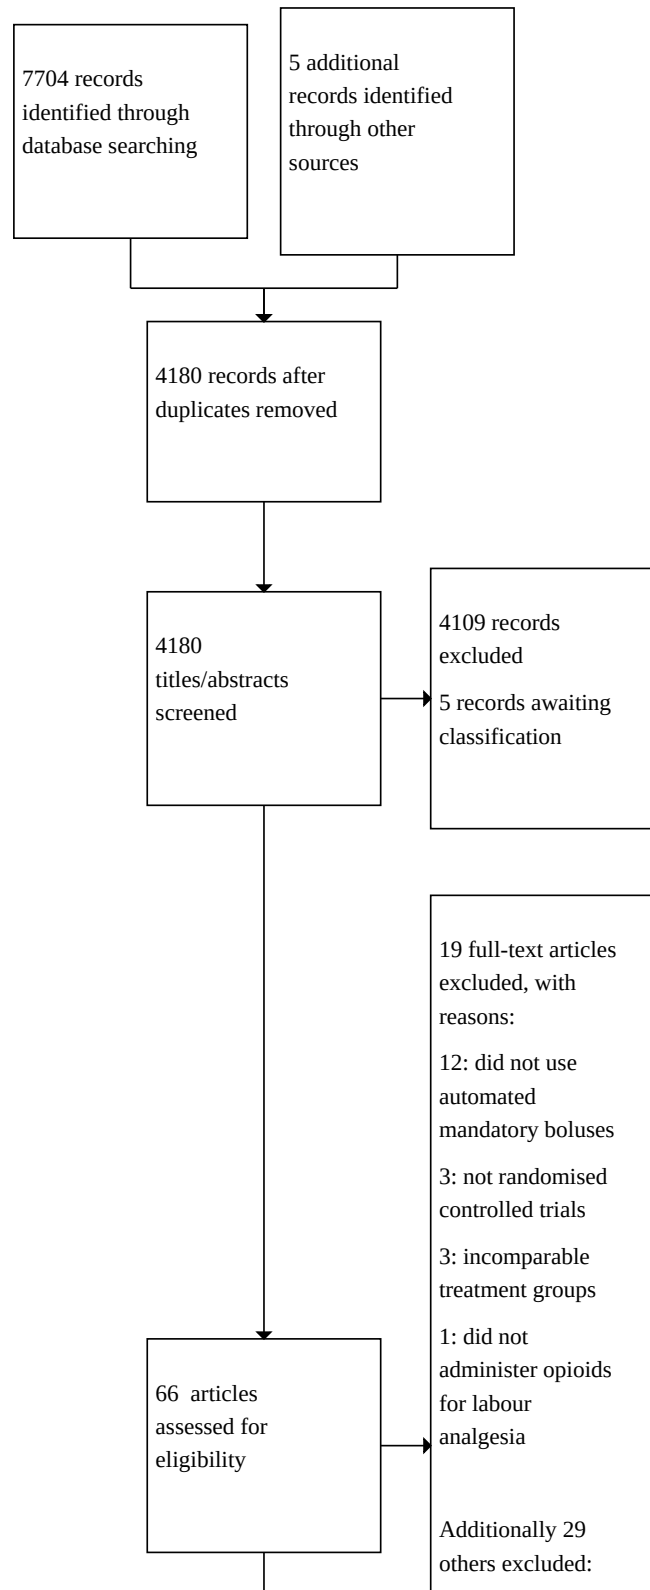 7704 records
identified through
database searching
5 additional
records identified
through other
sources
4180 records after
duplicates removed
4180
titles/abstracts
screened
4109 records
excluded
5 records awaiting
classification
19 full-text articles
excluded, with
reasons:
12: did not use
automated
mandatory boluses
3: not randomised
controlled trials
3: incomparable
treatment groups
1: did not
administer opioids
for labour
analgesia
Additionally 29
others excluded:
66 articles
assessed for
eligibility